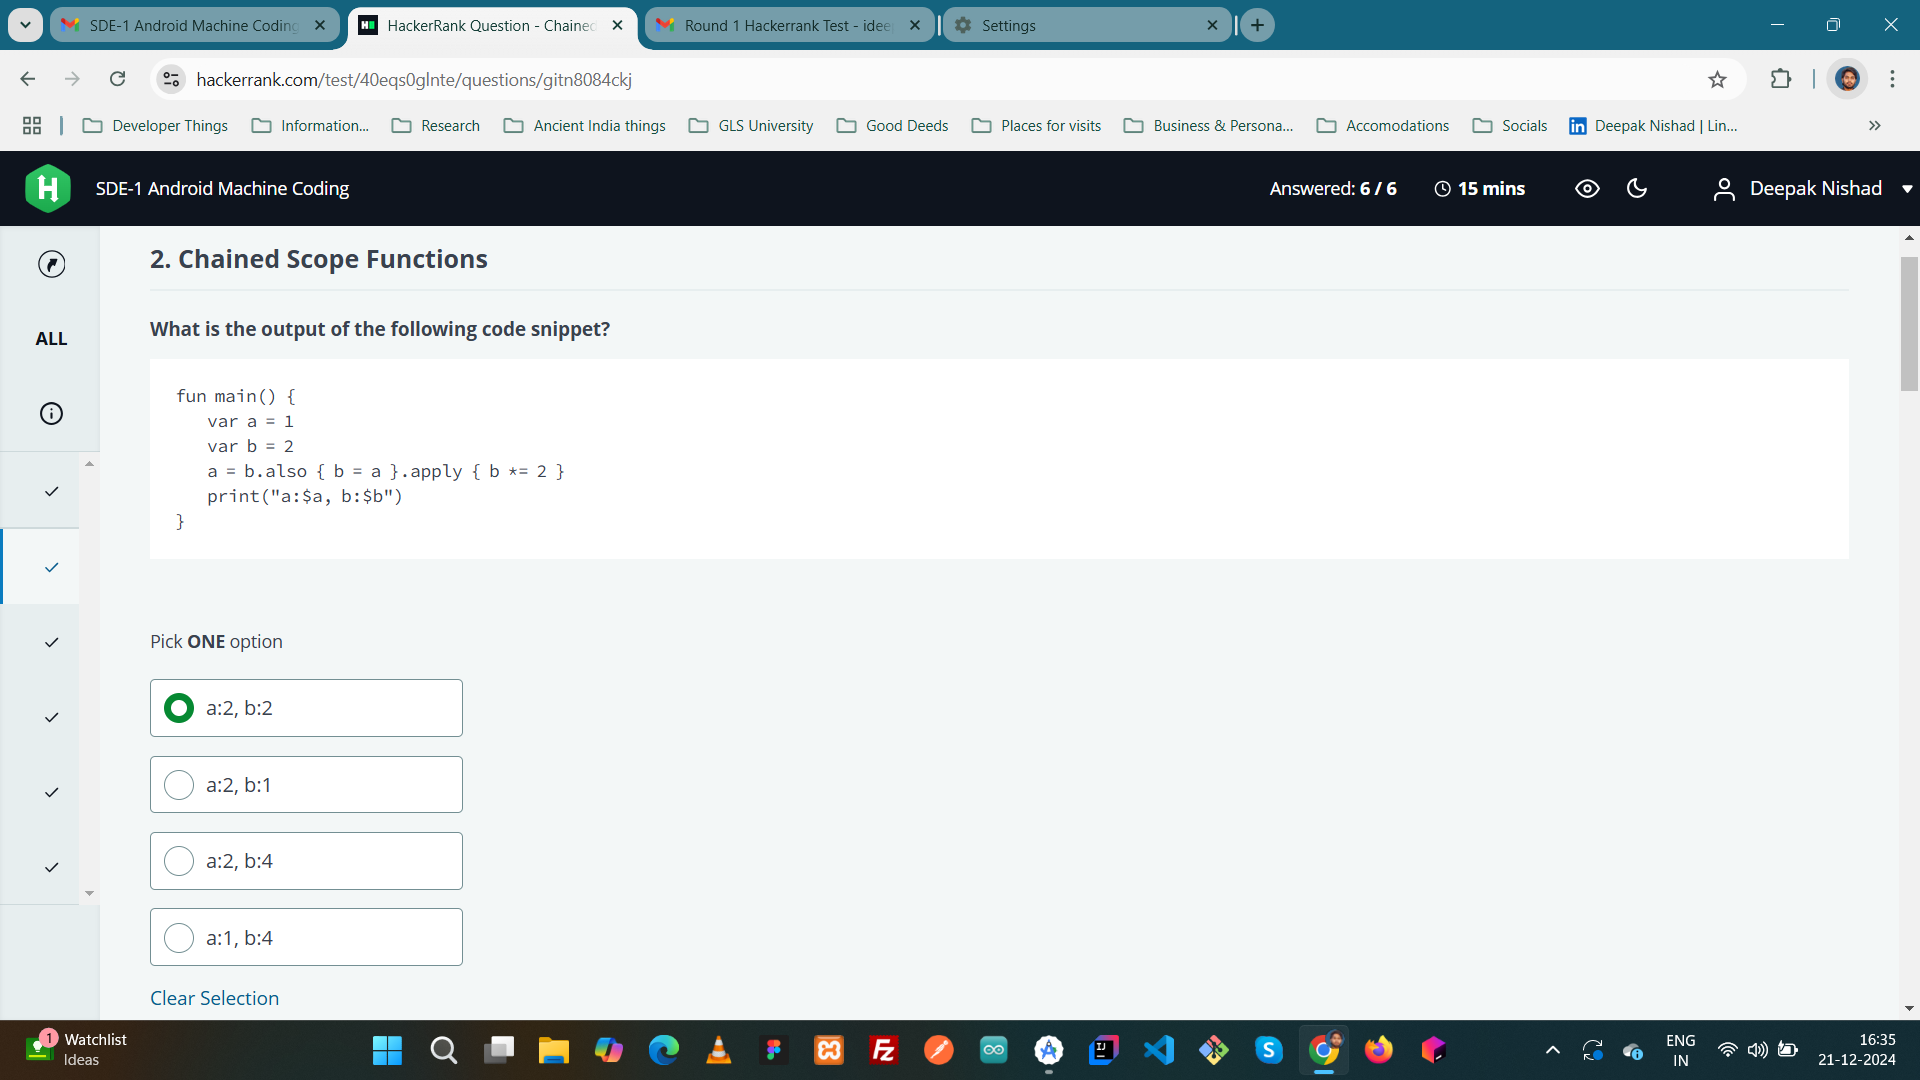 SDE-1 Android Machine Coding
HackerRank Question - Chained
Round 1 Hackerrank Test - idee
Settings
hackerrank.com/test/40eqs0glnte/questions/gitn8084ckj
Developer Things
Information...
Research
Ancient India things
GLS University
Good Deeds
Places for visits
Business & Persona...
Accomodations
Socials
Deepak Nishad | Lin...
SDE-1 Android Machine Coding
Answered: 6 / 6
15 mins
Deepak Nishad
ALL
2. Chained Scope Functions
What is the output of the following code snippet?
fun main() {
var a = 1
var b = 2
a = b.also { b = a }.apply { b *= 2 }
print("a:$a, b:$b")
}
Pick ONE option
a:2, b:2
a:2, b:1
a:2, b:4
a:1, b:4
Clear Selection
1
Watchlist
Ideas
ENG
IN
16:35
21-12-2024